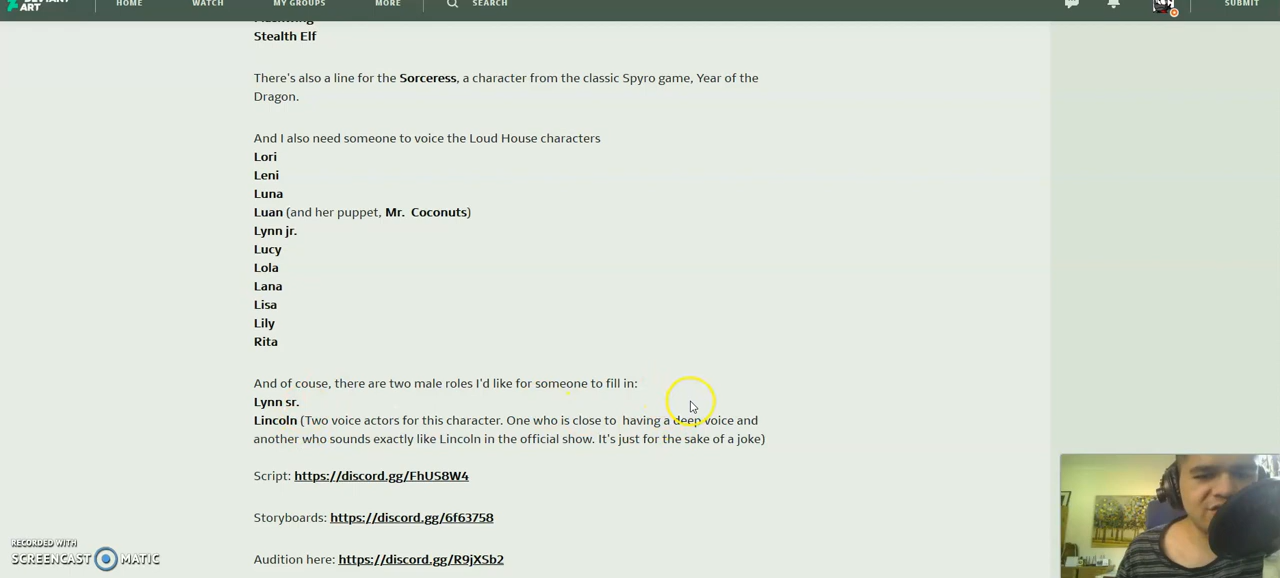 ART
HOME
WATCH
MY GROUPS
MORE
SEARCH
SUBMIT
Stealth Elf
There's also a line for the Sorceress, a character from the classic Spyro game, Year of the
Dragon.
And I also need someone to voice the Loud House characters
Lori
Leni
Luna
Luan (and her puppet, Mr. Coconuts)
Lynn jr.
Lucy
Lola
Lana
Lisa
Lily
Rita
And of couse, there are two male roles I'd like for someone to fill in:
Lynn sr.
Lincoln (Two voice actors for this character. One who is close to having a deep voice and
another who sounds exactly like Lincoln in the official show. It's just for the sake of a joke)
Script: https://discord.gg/FhUS8W4
Storyboards: https://discord.gg/6f63758
Audition here: https://discord.gg/R9jXSb2
RECORDED WITH
SCREENCAST MATIC